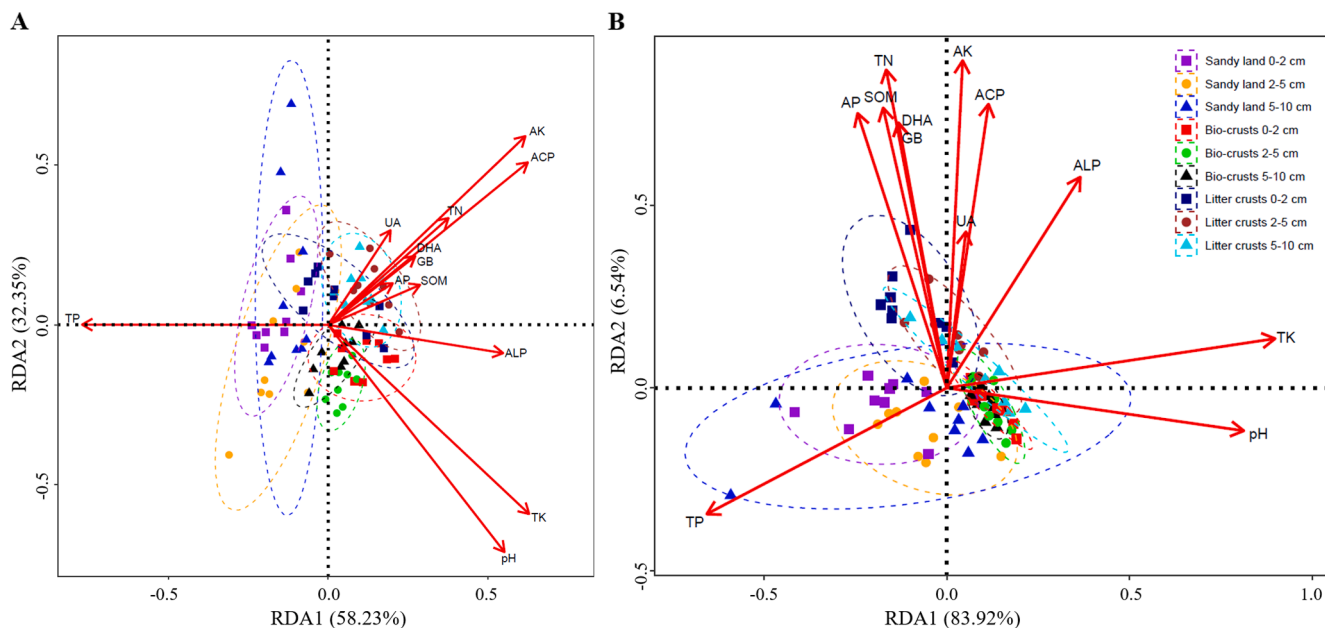 A
0.5
0.0
-0.5
RDA2 (32.35%)
AK
ACP
TN
UA
DHA
GB
AP
SOM
TP
ALP
TK
pH
-0.5
0.0
0.5
RDA1 (58.23%)
B
0.5
0.0
-0.5
RDA2 (6.54%)
TN
AK
AP
SOM
ACP
DHA
GB
ALP
UA
TK
pH
TP
-0.5
0.0
0.5
1.0
RDA1 (83.92%)
Sandy land 0-2 cm
Sandy land 2-5 cm
Sandy land 5-10 cm
Bio-crusts 0-2 cm
Bio-crusts 2-5 cm
Bio-crusts 5-10 cm
Litter crusts 0-2 cm
Litter crusts 2-5 cm
Litter crusts 5-10 cm